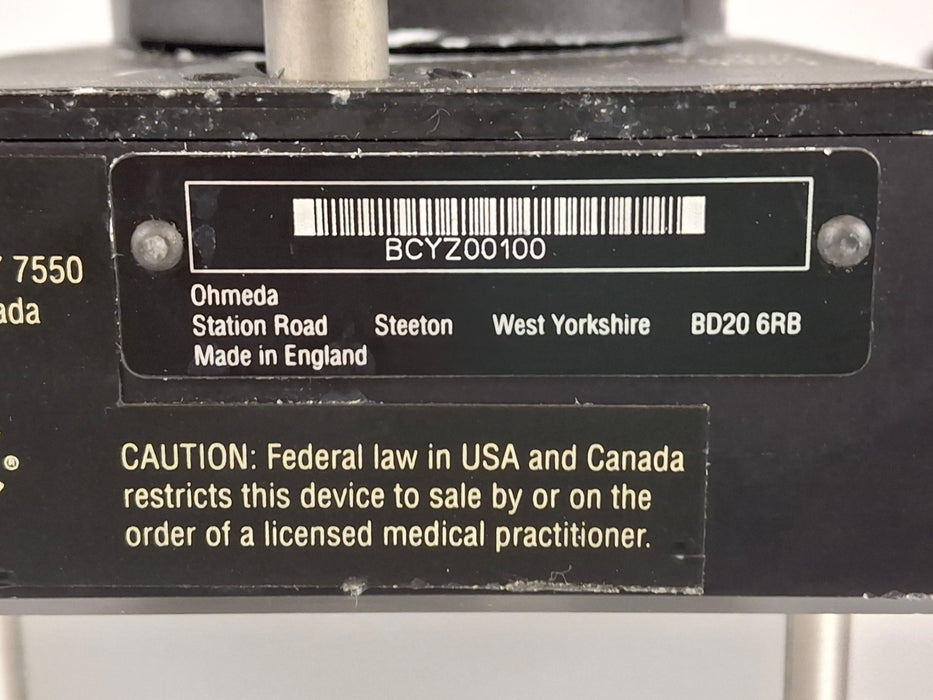 7550
BCYZ00100
Ohmeda
Station Road Steeton West Yorkshire BD20 6RB
Made in England
CAUTION: Federal law in USA and Canada
restricts this device to sale by or on the
order of a licensed medical practitioner.
®